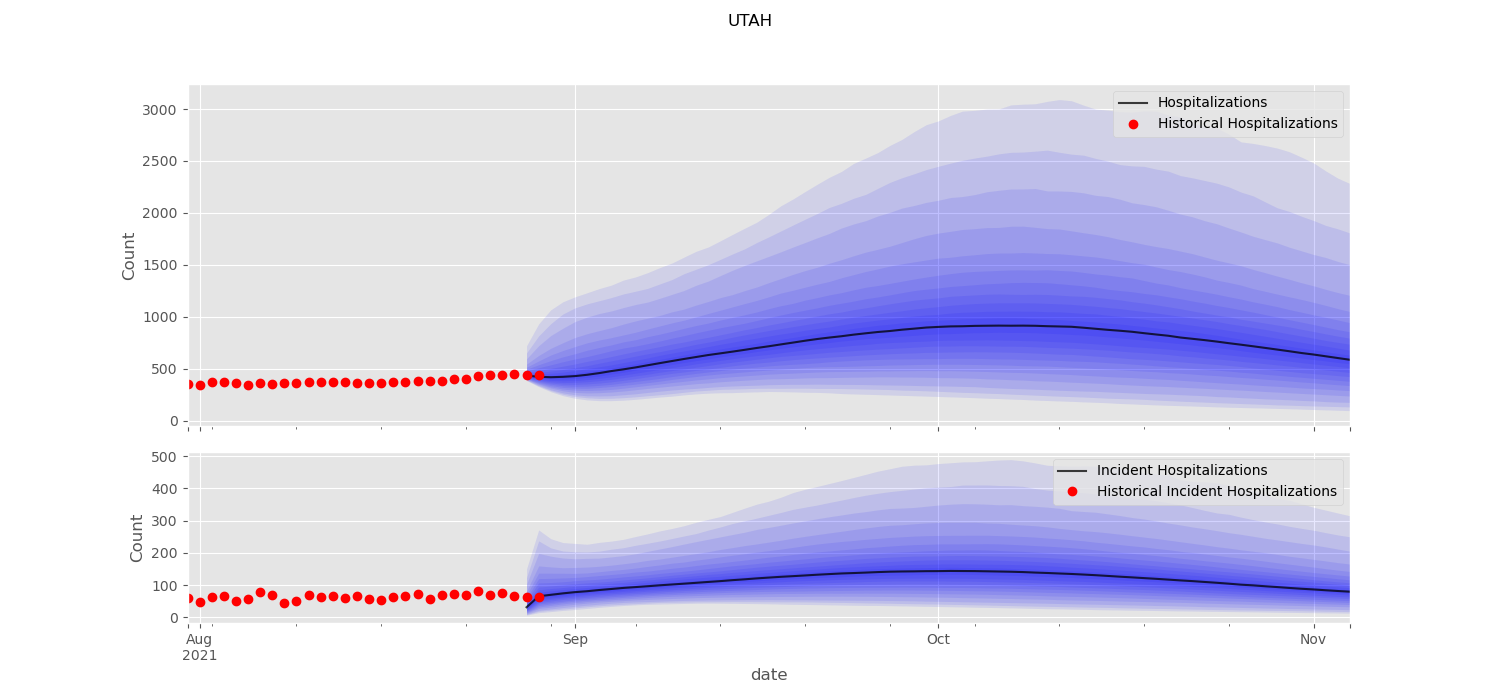 UTAH
3000
2500
2000
1500
1000
500
0
Count
Hospitalizations
Historical Hospitalizations
500
400
300
200
100
0
Count
Incident Hospitalizations
Historical Incident Hospitalizations
Aug
2021
Sep
Oct
Nov
date